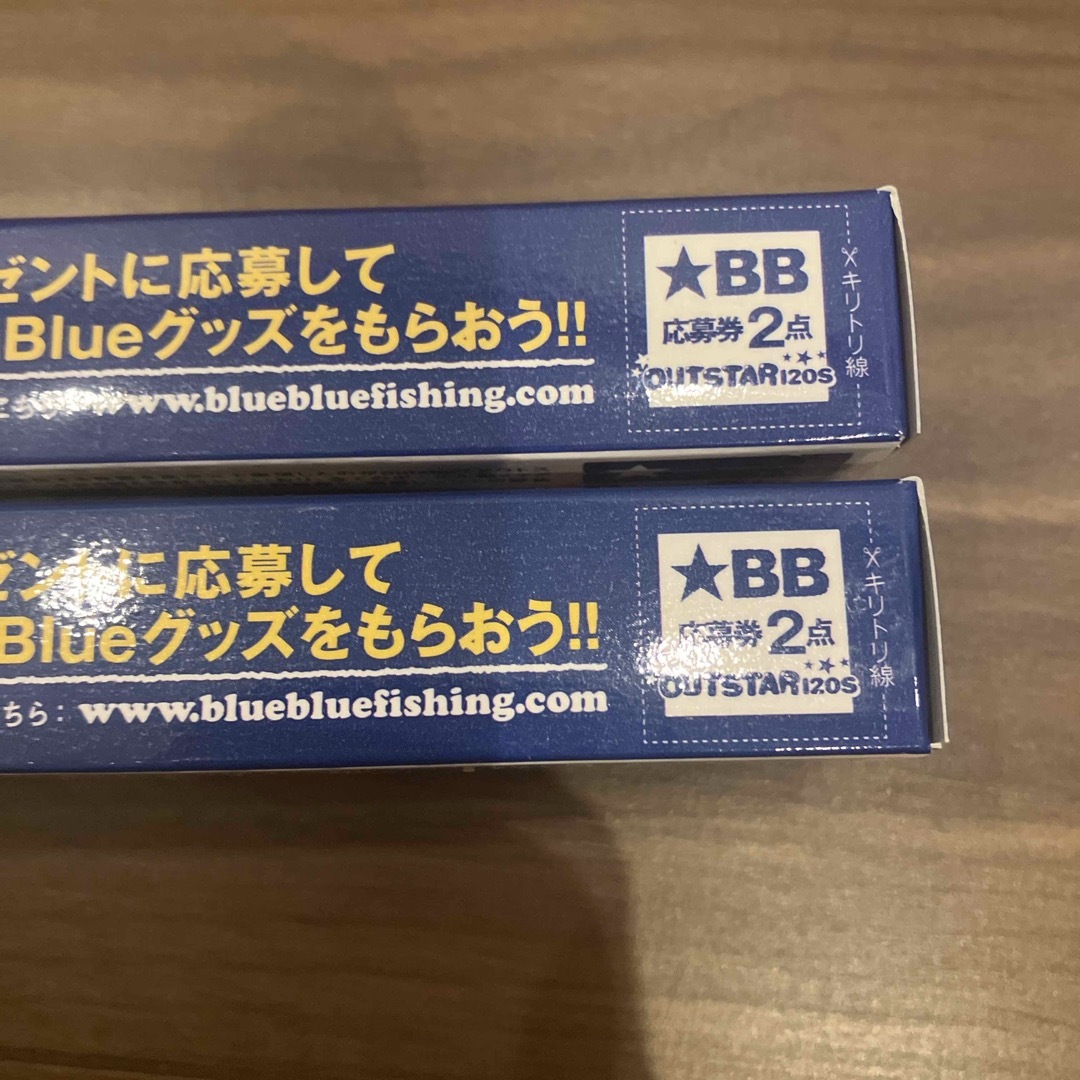 ゼントに応募して
Blueグッズをもらおう!!
こちら: www.bluebluefishing.com
★BB
応募券2点
OUTSTAR120S
キリトリ線
ゼントに応募して
Blueグッズをもらおう!!
ちら: www.bluebluefishing.com
★BB
応募券2点
OUTSTAR120S
キリトリ線